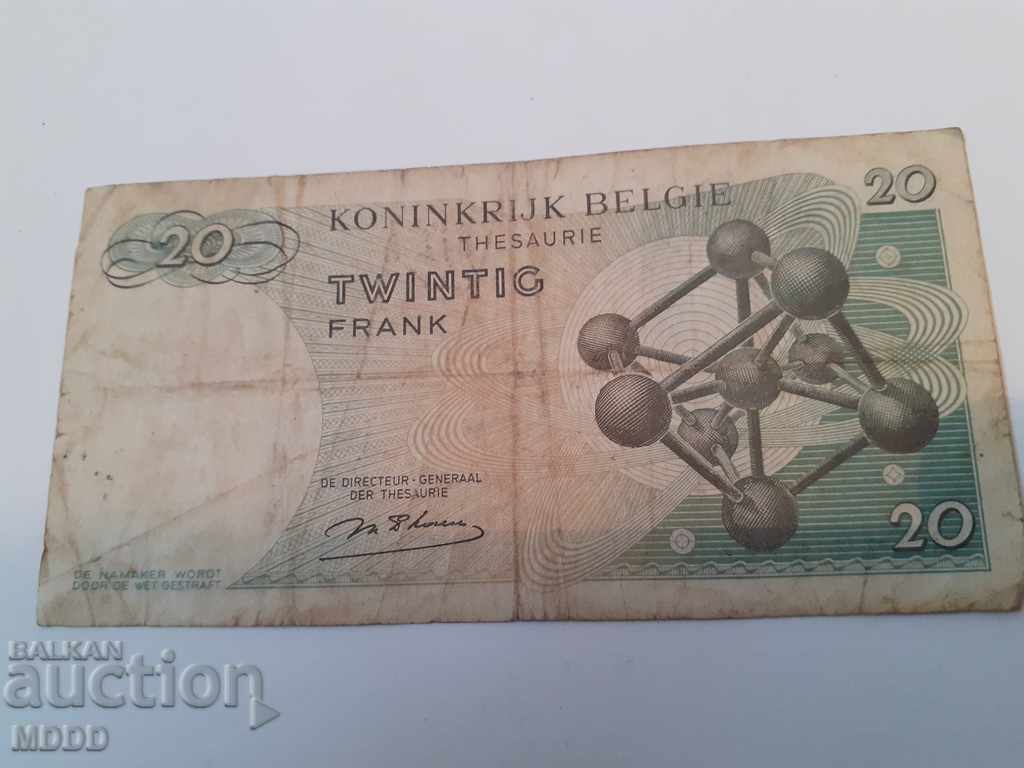 20
KONINKRIJK BELGIE
20
THESAURIE
TWINTIG
FRANK
DE DIRECTEUR-GENERAAL
DER THESAURIE
20
DE NAMAKER WORDT
DOOR DE WET GESTRAFT
BALKAN
auction
MDDD